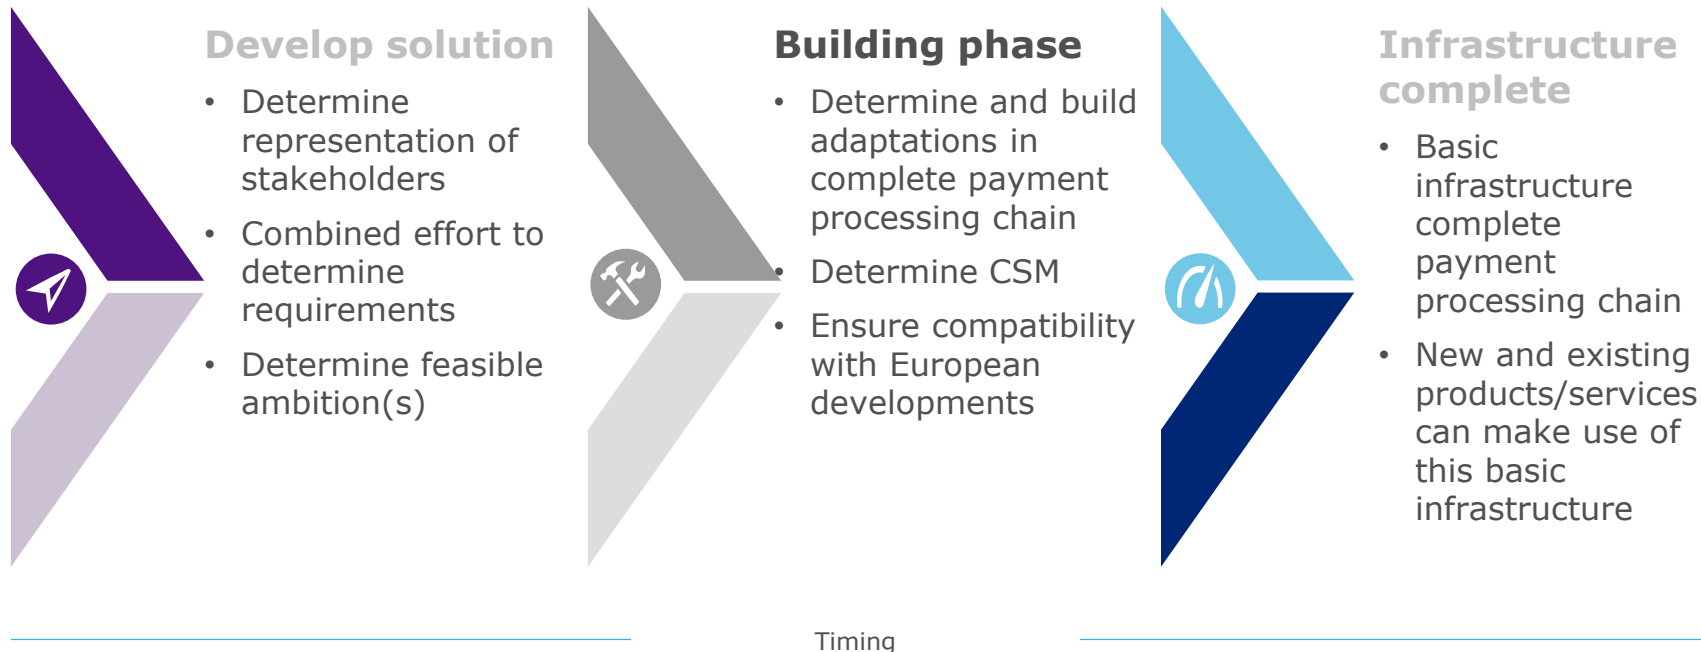 Develop solution
• Determine
representation of
stakeholders
• Combined effort to
determine
requirements
• Determine feasible
ambition(s)
Building phase
• Determine and build
adaptations in
complete payment
processing chain
• Determine CSM
• Ensure compatibility
with European
developments
Infrastructure
complete
• Basic
infrastructure
complete
payment
processing chain
• New and existing
products/services
can make use of
this basic
infrastructure
Timing